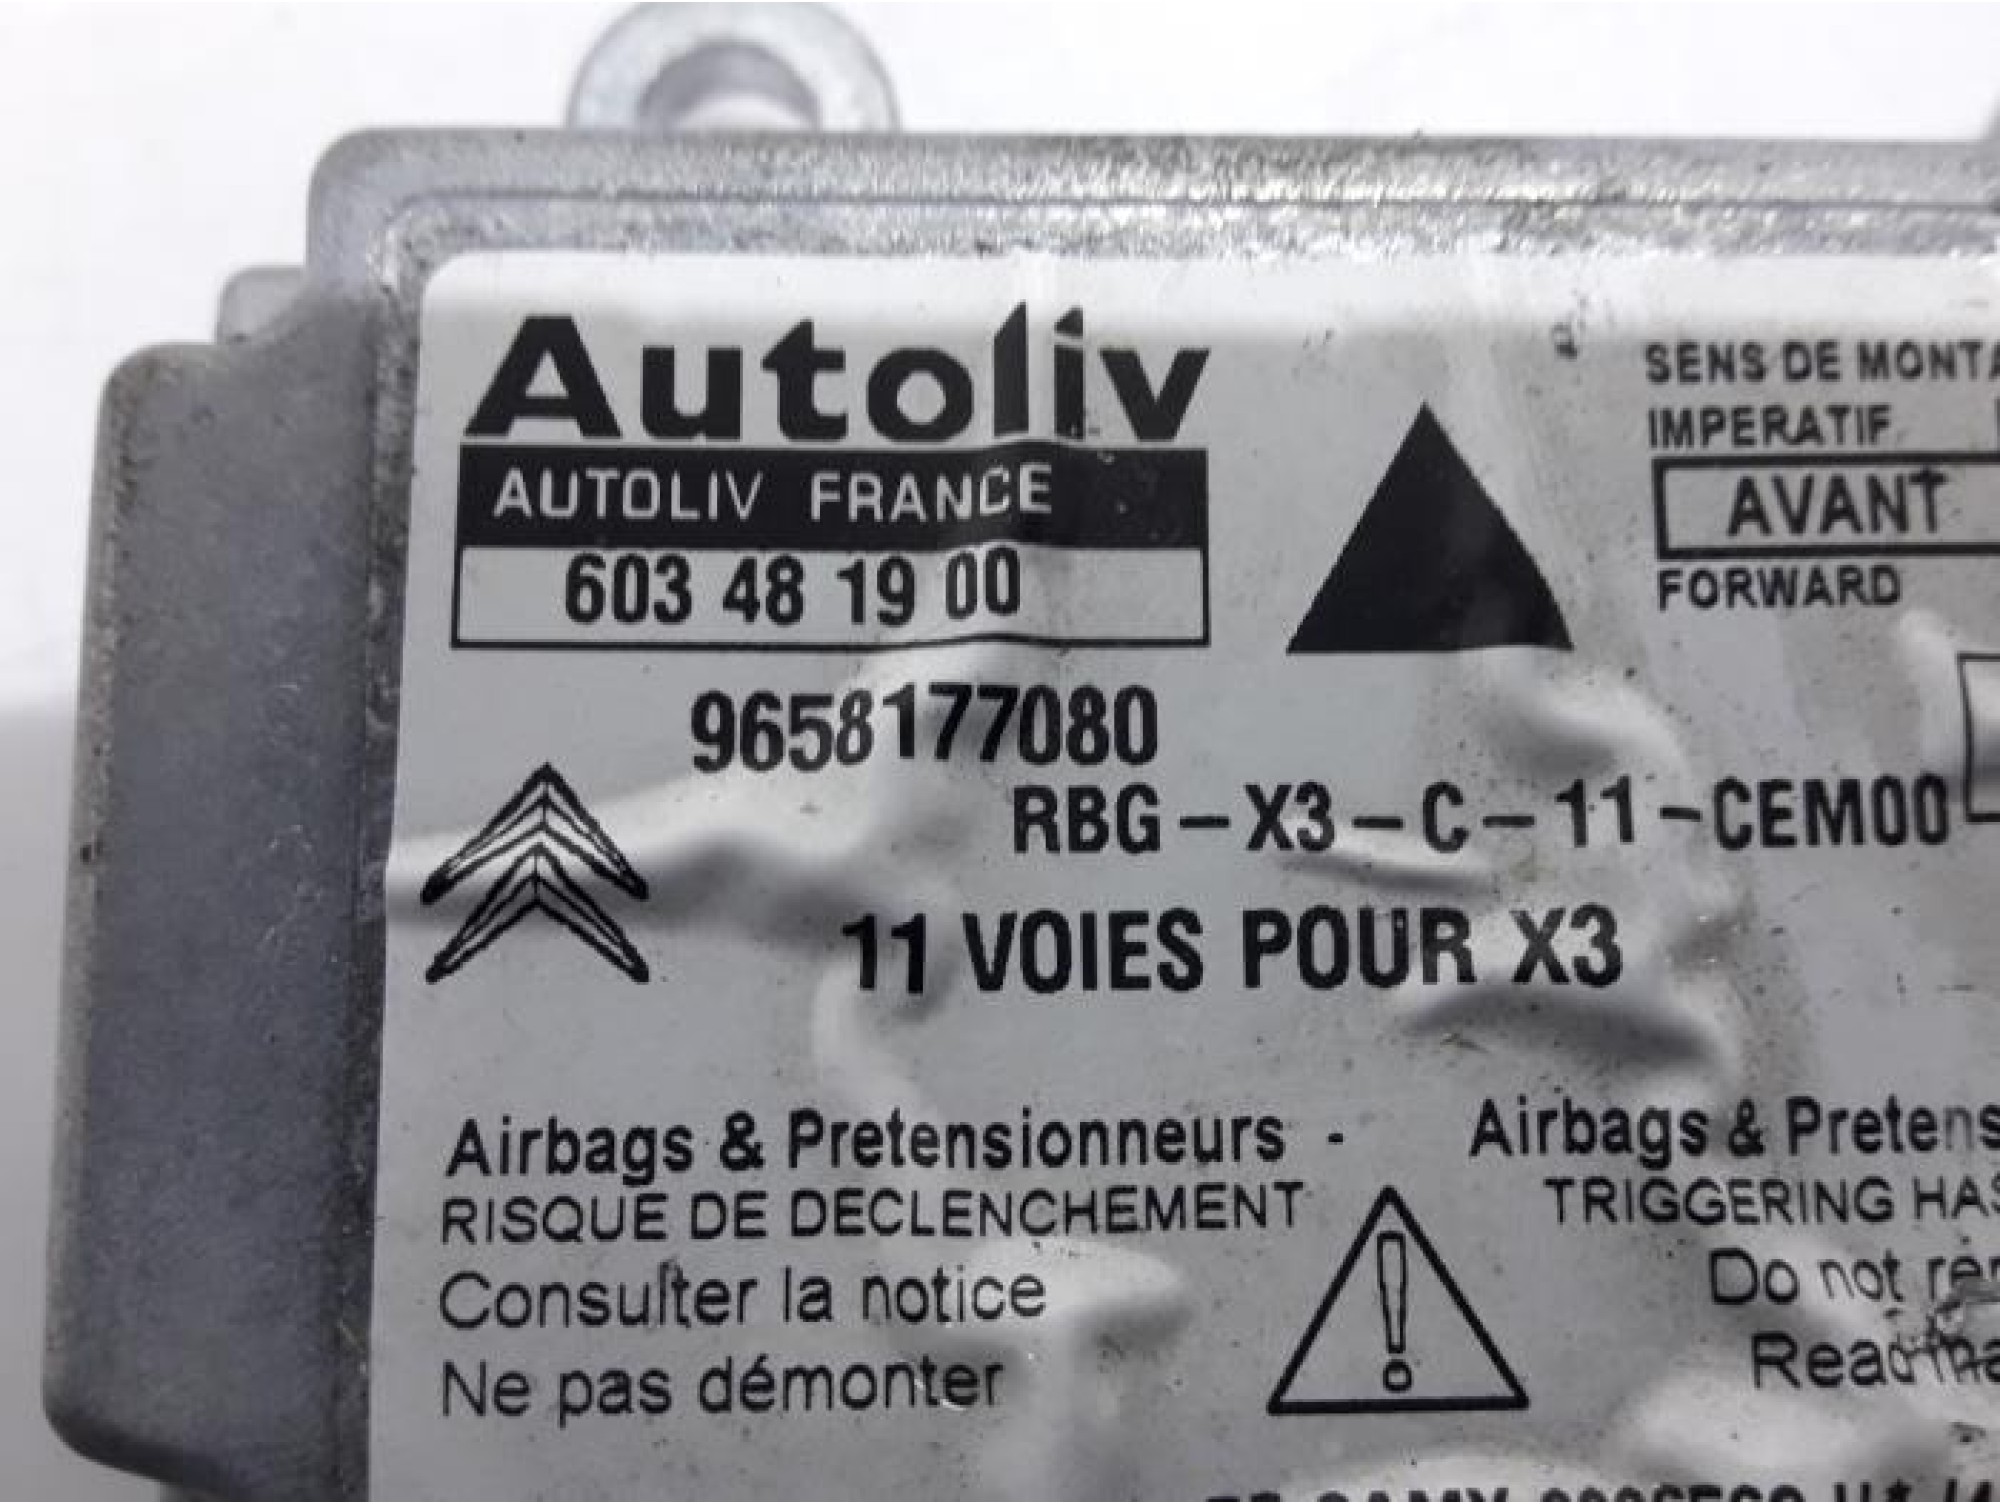 Autoliv
AUTOLIV FRANCE
603 48 19 00
SENS DE MONTA
IMPERATIF
AVANT
FORWARD
9658177080
RBG-X3-C-11-CEM00
11 VOIES POUR X3
Airbags & Pretensionneurs -
RISQUE DE DECLENCHEMENT
Consulter la notice
Ne pas démonter
Airbags & Pretens
TRIGGERING HAS
Do not
Read